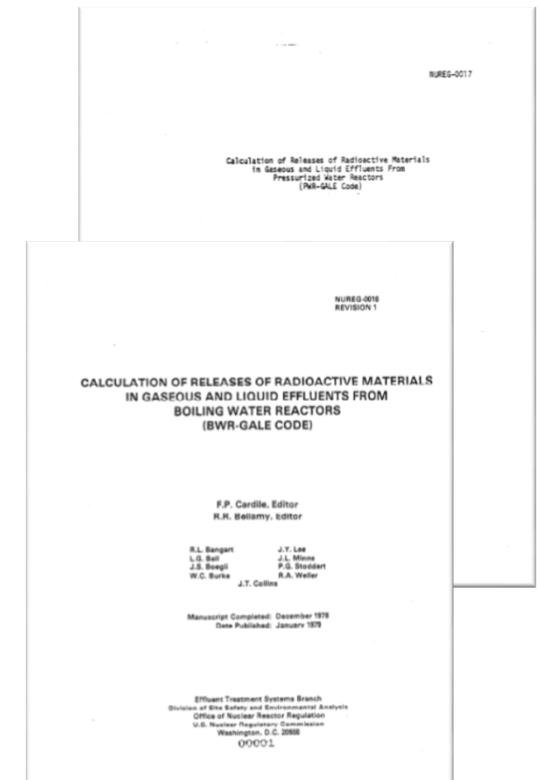 NUREG-0017
Calculation of Releases of Radioactive Materials
in Gaseous and Liquid Effluents From
Pressurized Water Reactors
(PWR-GALE Code)
NUREG-0016
REVISION 1
CALCULATION OF RELEASES OF RADIOACTIVE MATERIALS
IN GASEOUS AND LIQUID EFFLUENTS FROM
BOILING WATER REACTORS
(BWR-GALE CODE)
F.P. Cardile, Editor
R.R. Bellamy, Editor
R.L. Bangart J.Y. Lee
L.G. Bell J.L. Minns
J.S. Boegli P.G. Stoddart
W.C. Burke R.A. Weller
J.T. Collins
Manuscript Completed: December 1978
Date Published: January 1979
Effluent Treatment Systems Branch
Division of Site Safety and Environmental Analysis
Office of Nuclear Reactor Regulation
U.S. Nuclear Regulatory Commission
Washington, D.C. 20555
00001